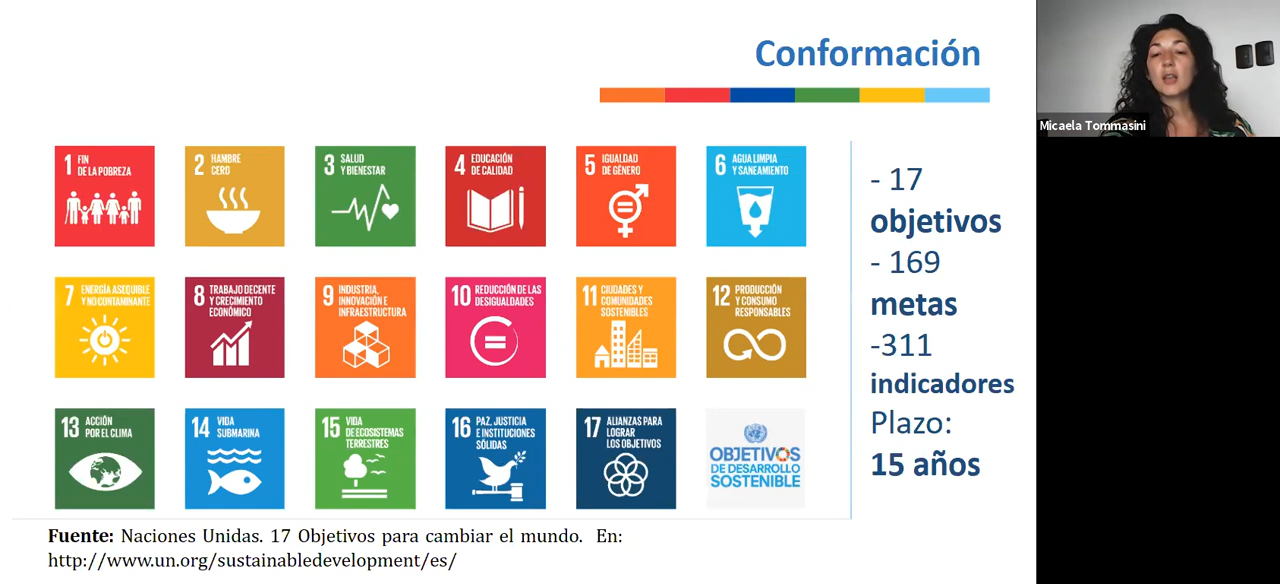 Conformación
Micaela Tommasini
1 FIN
DE LA POBREZA
2 HAMBRE
CERO
3 SALUD
Y BIENESTAR
4 EDUCACIÓN
DE CALIDAD
5 IGUALDAD
DE GÉNERO
6 AGUA LIMPIA
Y SANEAMIENTO
7 ENERGÍA ASEQUIBLE
Y NO CONTAMINANTE
8 TRABAJO DECENTE
Y CRECIMIENTO
ECONÓMICO
9 INDUSTRIA,
INNOVACIÓN E
INFRAESTRUCTURA
10 REDUCCIÓN DE LAS
DESIGUALDADES
11 CIUDADES Y
COMUNIDADES
SOSTENIBLES
12 PRODUCCIÓN
Y CONSUMO
RESPONSABLES
13 ACCIÓN
POR EL CLIMA
14 VIDA
SUBMARINA
15 VIDA
DE ECOSISTEMAS
TERRESTRES
16 PAZ, JUSTICIA
E INSTITUCIONES
SÓLIDAS
17 ALIANZAS PARA
LOGRAR
LOS OBJETIVOS
OBJETIVOS
DE DESARROLLO
SOSTENIBLE
- 17
objetivos
- 169
metas
-311
indicadores
Plazo:
15 años
Fuente: Naciones Unidas. 17 Objetivos para cambiar el mundo. En:
http://www.un.org/sustainabledevelopment/es/